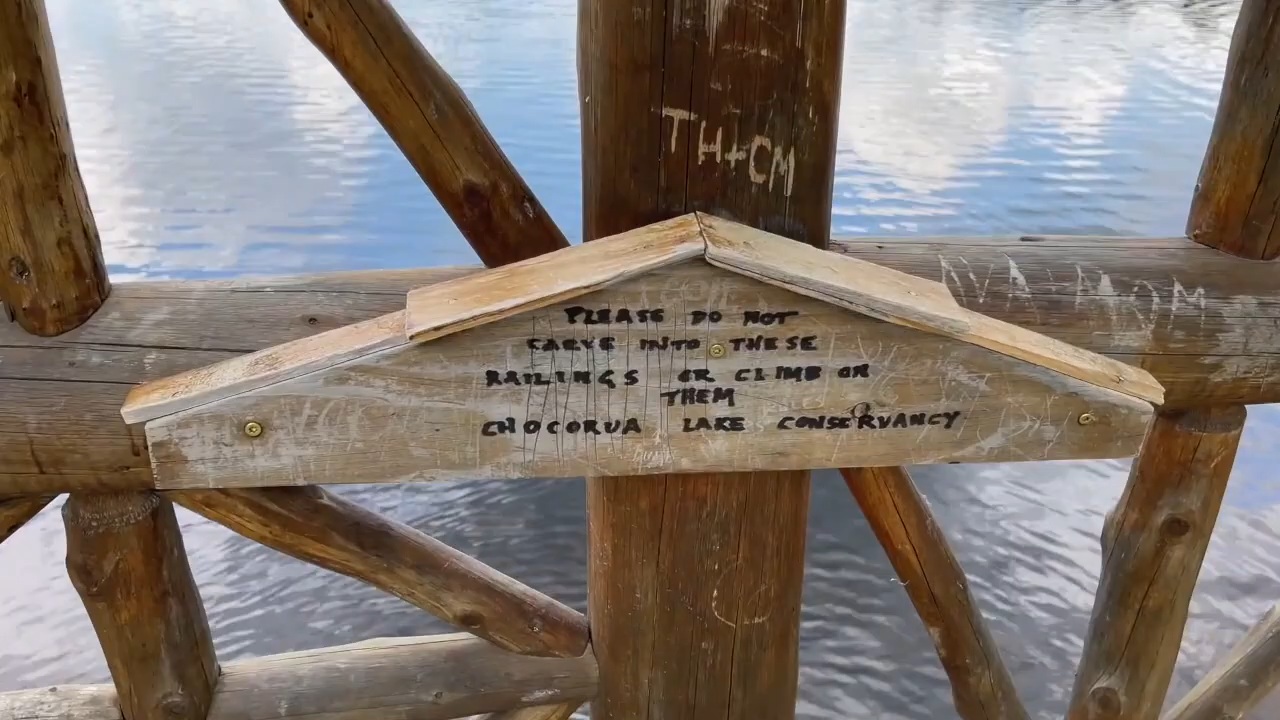 TH+CM
PLEASE DO NOT
CARVE INTO THESE
RAILINGS OR CLIMB ON
THEM
CHOCORUA LAKE CONSERVANCY